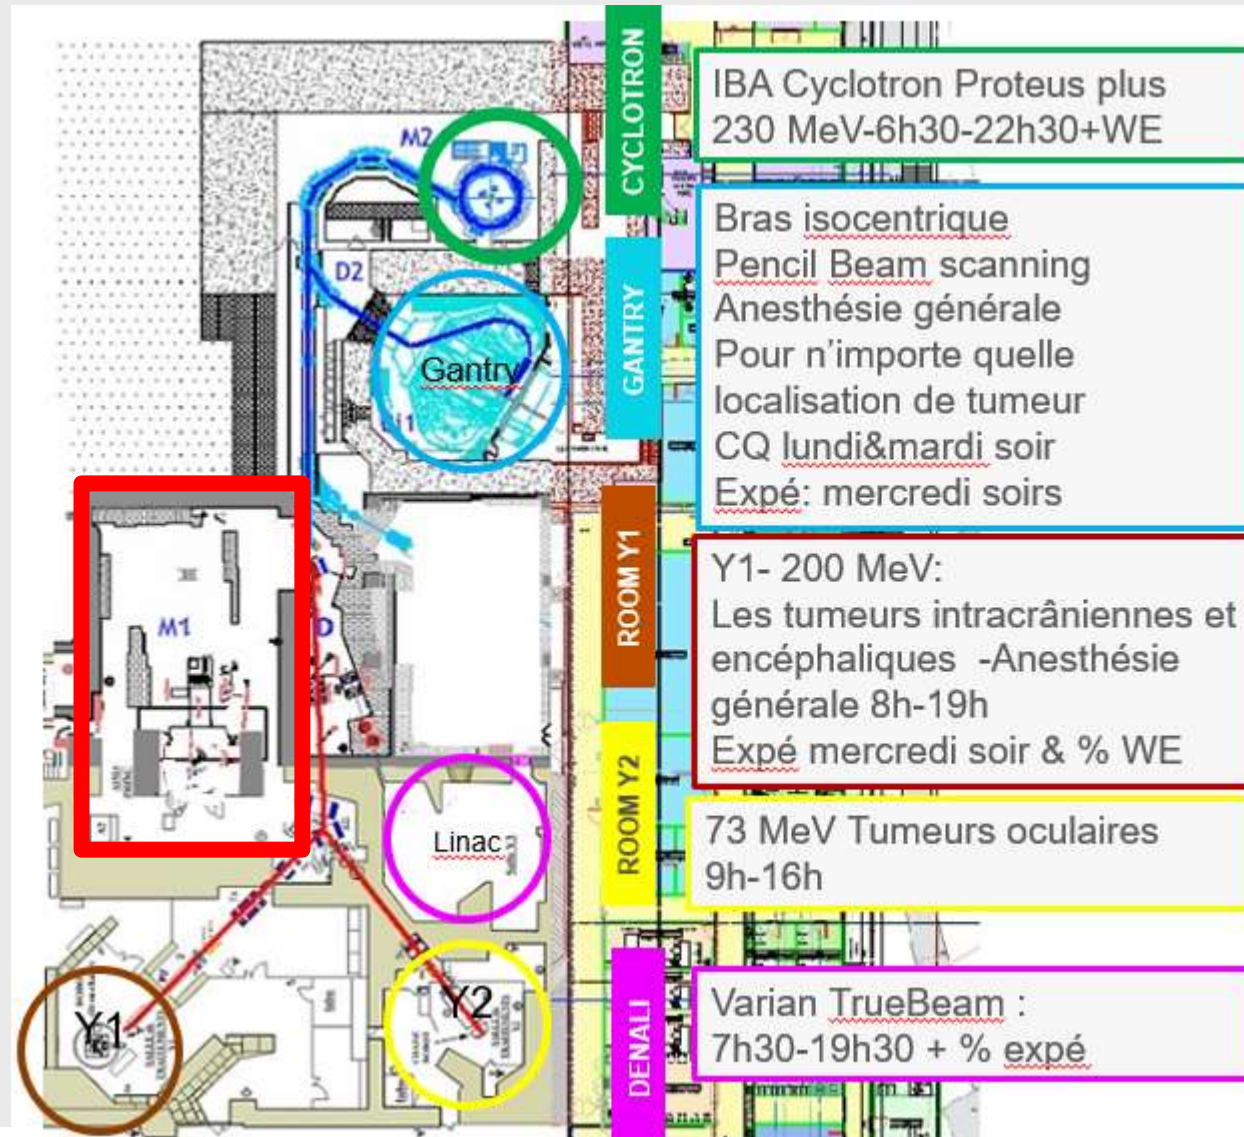 CYCLOTRON
IBA Cyclotron Proteus plus
230 MeV-6h30-22h30+WE
M2
D2
GANTRY
Gantry
Bras isocentrique
Pencil Beam scanning
Anesthésie générale
Pour n'importe quelle
localisation de tumeur
CQ lundi&mardi soir
Expé: mercredi soirs
ROOM Y1
M1
D
Y1- 200 MeV:
Les tumeurs intracrâniennes et
encéphaliques -Anesthésie
générale 8h-19h
Expé mercredi soir & % WE
ROOM Y2
Linac
73 MeV Tumeurs oculaires
9h-16h
Y1
Y2
DENALI
Varian TrueBeam :
7h30-19h30 + % expé